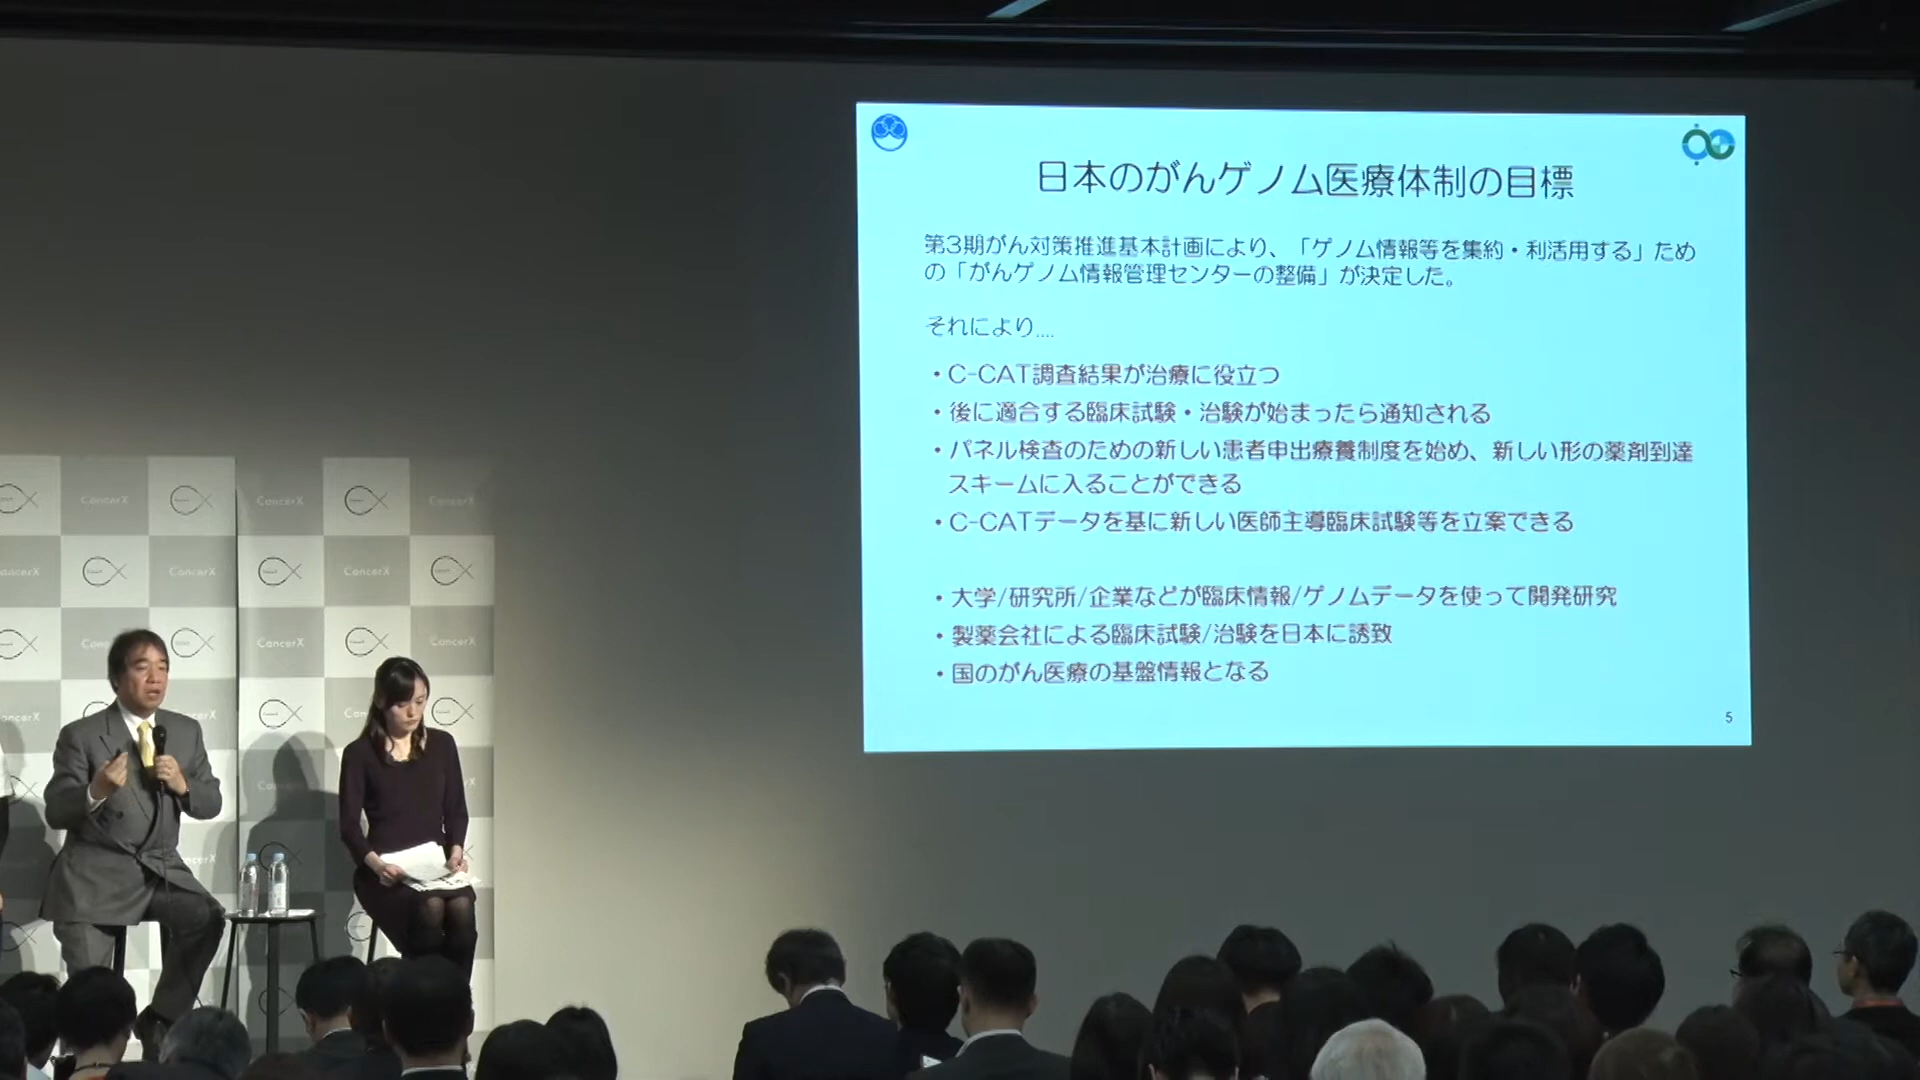 日本のがんゲノム医療体制の目標
第3期がん対策推進基本計画により、「ゲノム情報等を集約・利活用する」ため
の「がんゲノム情報管理センターの整備」が決定した。
それにより....
・C-CAT調査結果が治療に役立つ
・後に適合する臨床試験・治験が始まったら通知される
・パネル検査のための新しい患者申出療養制度を始め、新しい形の薬剤到達
スキームに入ることができる
・C-CATデータを基に新しい医師主導臨床試験等を立案できる
・大学/研究所/企業などが臨床情報/ゲノムデータを使って開発研究
・製薬会社による臨床試験/治験を日本に誘致
・国のがん医療の基盤情報となる
5
CancerX CancerX CancerX
CancerX CancerX
CancerX CancerX